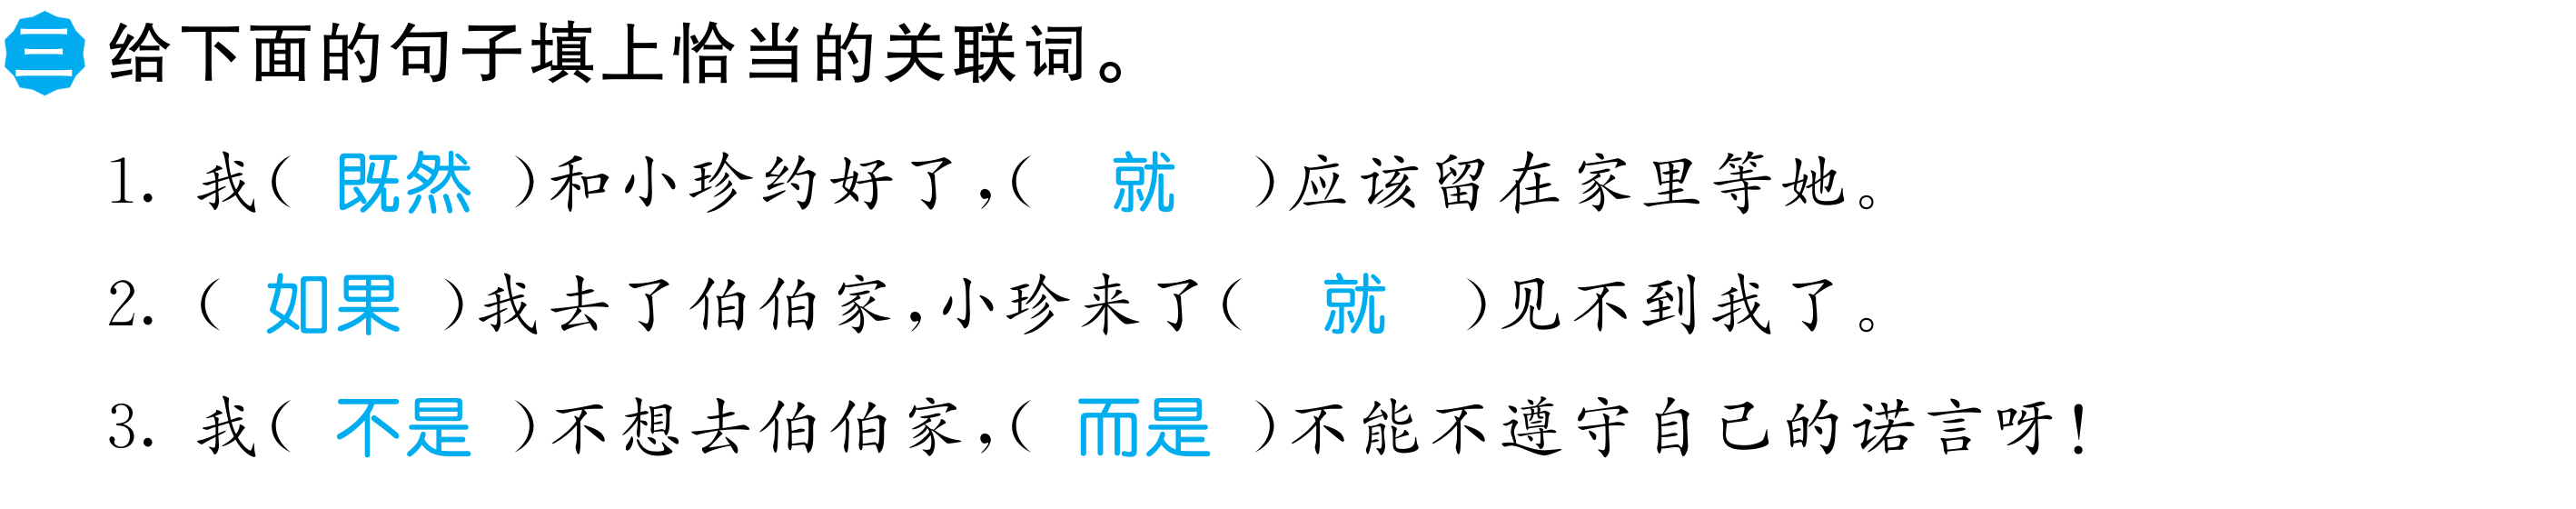 三 给下面的句子填上恰当的关联词。
1. 我( 既然 )和小珍约好了,( 就 )应该留在家里等她。
2. ( 如果 )我去了伯伯家,小珍来了( 就 )见不到我了。
3. 我( 不是 )不想去伯伯家,( 而是 )不能不遵守自己的诺言呀!